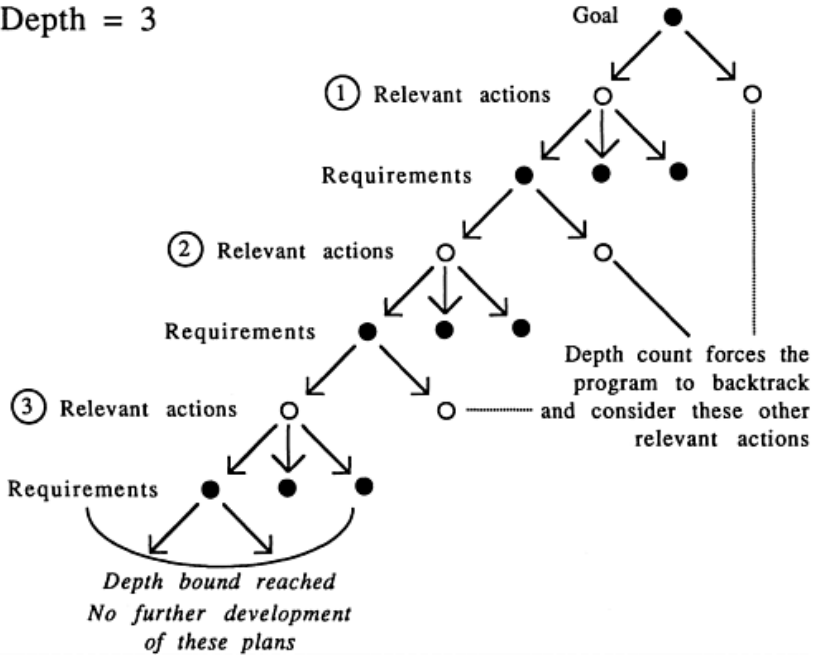 Depth = 3
Goal
1 Relevant actions
Requirements
2 Relevant actions
Requirements
Depth count forces the
program to backtrack
and consider these other
relevant actions
3 Relevant actions
Requirements
Depth bound reached
No further development
of these plans